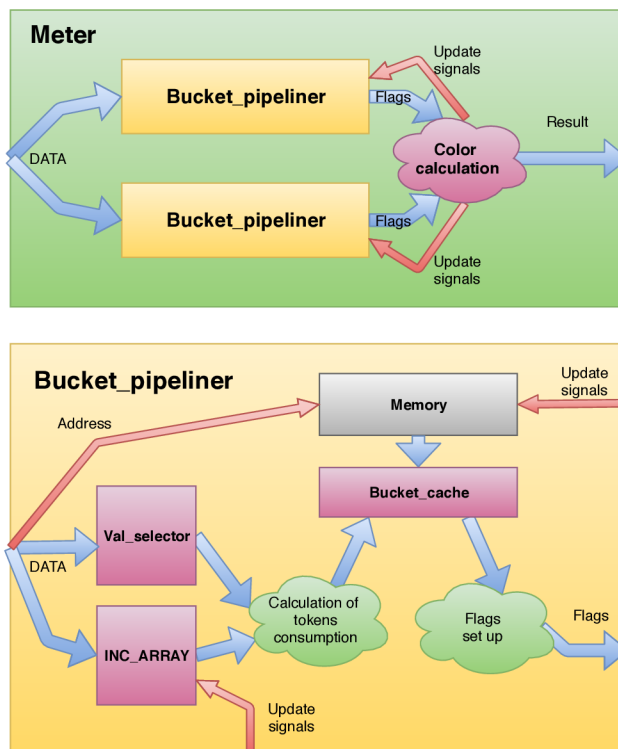 Meter
Update
signals
Bucket_pipeliner
Flags
Result
DATA
Color
calculation
Bucket_pipeliner
Flags
Update
signals
Bucket_pipeliner
Update
signals
Memory
Address
Bucket_cache
Val_selector
DATA
Calculation of
tokens
consumption
Flags
set up
Flags
INC_ARRAY
Update
signals